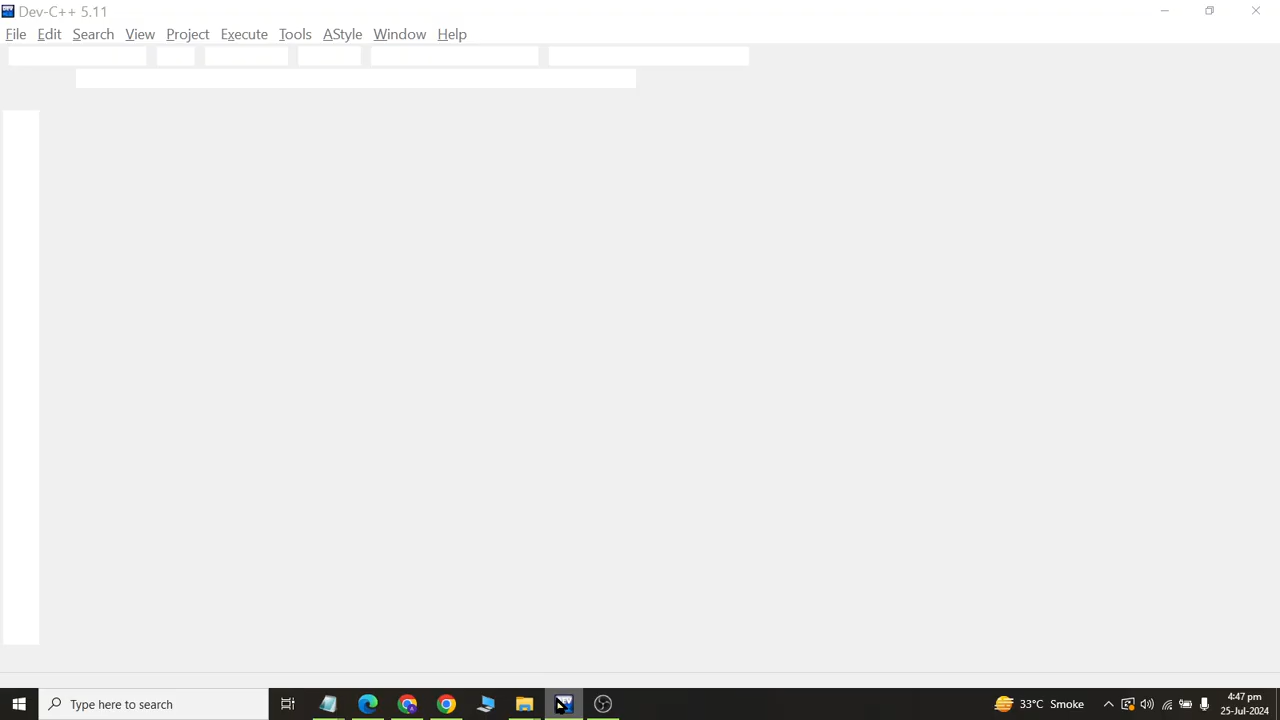 Dev-C++ 5.11
File Edit Search View Project Execute Tools AStyle Window Help
Type here to search
33°C Smoke
4:47 pm
25-Jul-2024